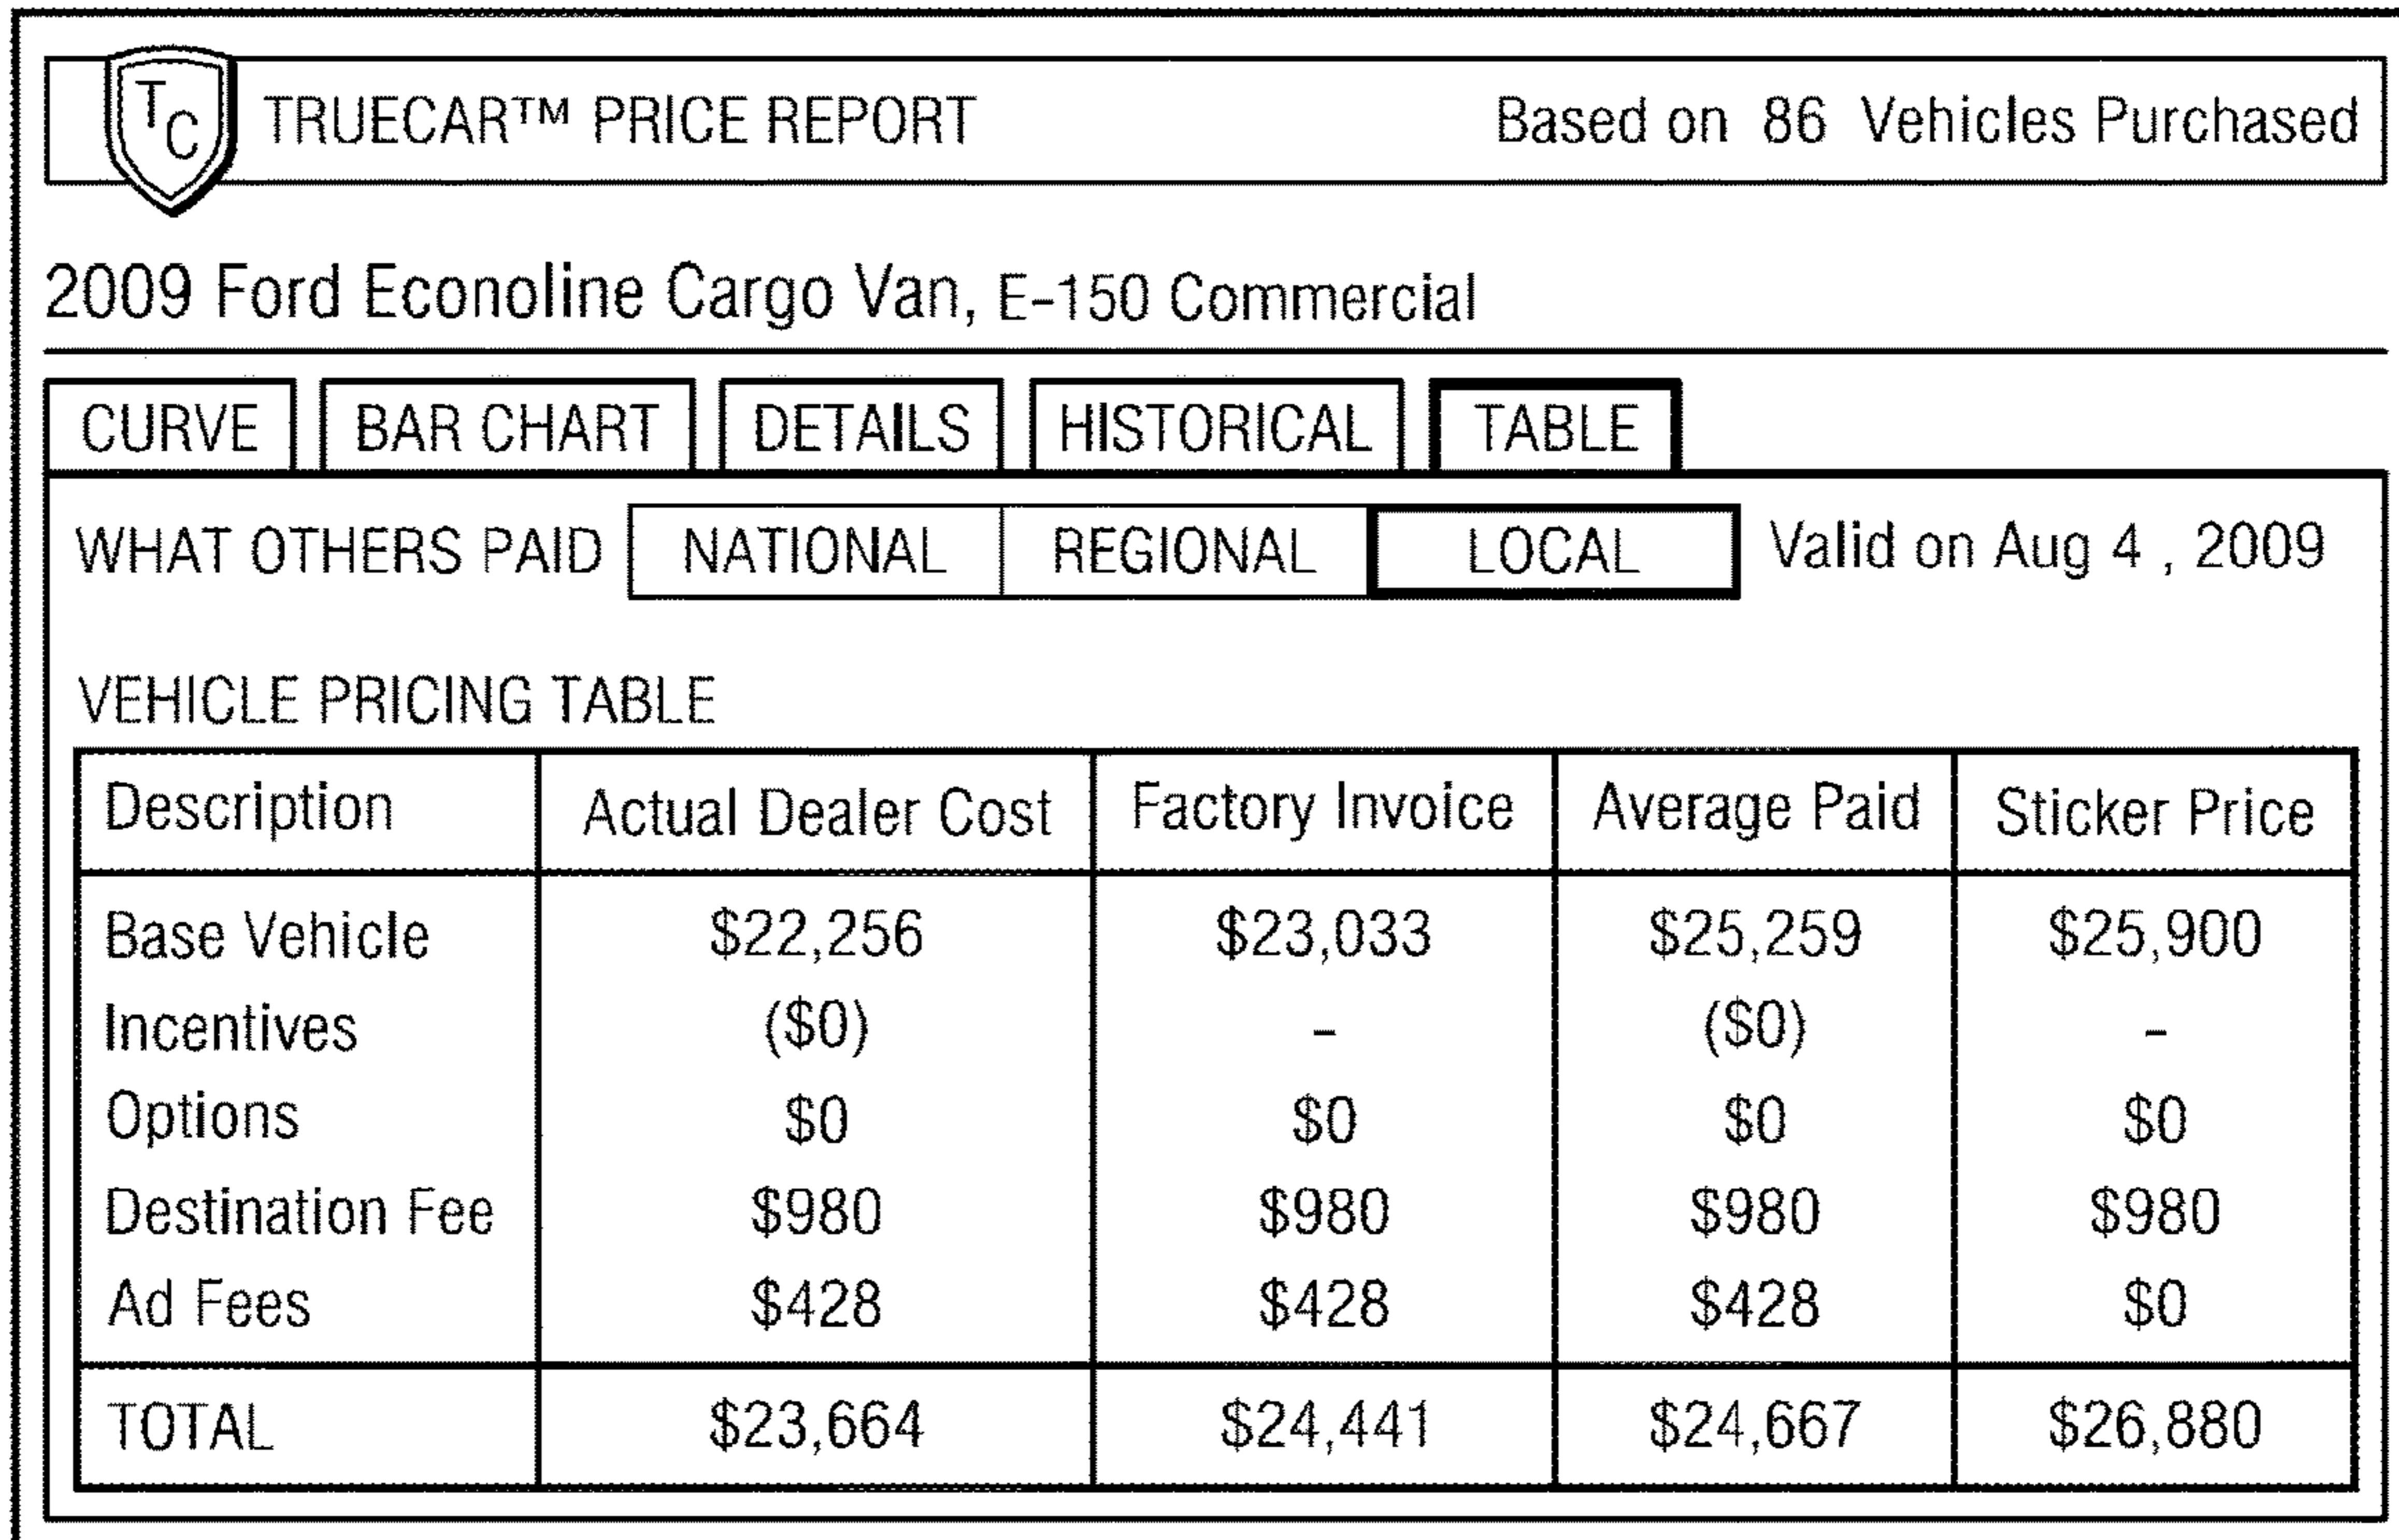 TC TRUECAR™ PRICE REPORT Based on 86 Vehicles Purchased
2009 Ford Econoline Cargo Van, E-150 Commercial
CURVE BAR CHART DETAILS HISTORICAL TABLE
WHAT OTHERS PAID NATIONAL REGIONAL LOCAL Valid on Aug 4 , 2009
VEHICLE PRICING TABLE
Description Actual Dealer Cost Factory Invoice Average Paid Sticker Price
Base Vehicle $22,256 $23,033 $25,259 $25,900
Incentives ($0) - ($0) -
Options $0 $0 $0 $0
Destination Fee $980 $980 $980 $980
Ad Fees $428 $428 $428 $0
TOTAL $23,664 $24,441 $24,667 $26,880